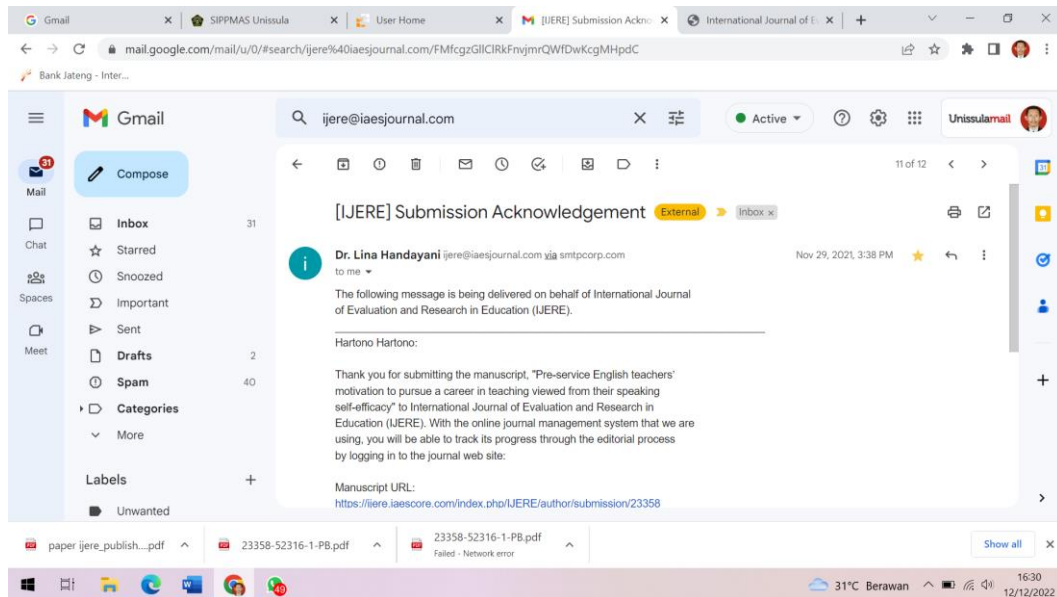 Gmail
SIPPMAS Unissula
User Home
[IJERE] Submission Ackno
International Journal of Ev
mail.google.com/mail/u/0/#search/ijere%40iaesjournal.com/FMfcgzGllClRkFnvjmrQWfDwKcgMHpdC
Bank Jateng - Inter...
Gmail
ijere@iaesjournal.com
Active
Unissulamail
31
Mail
Chat
Spaces
Meet
Compose
Inbox 31
Starred
Snoozed
Important
Sent
Drafts 2
Spam 40
Categories
More
Labels
Unwanted
11 of 12
[IJERE] Submission Acknowledgement External Inbox x
i
Dr. Lina Handayani ijere@iaesjournal.com via smtpcorp.com Nov 29, 2021, 3:38 PM
to me
The following message is being delivered on behalf of International Journal
of Evaluation and Research in Education (IJERE).
Hartono Hartono:
Thank you for submitting the manuscript, "Pre-service English teachers'
motivation to pursue a career in teaching viewed from their speaking
self-efficacy" to International Journal of Evaluation and Research in
Education (IJERE). With the online journal management system that we are
using, you will be able to track its progress through the editorial process
by logging in to the journal web site:
Manuscript URL:
https://ijere.iaescore.com/index.php/IJERE/author/submission/23358
31
paper ijere_publish....pdf
23358-52316-1-PB.pdf
23358-52316-1-PB.pdf
Failed - Network error
Show all
49
31°C Berawan
16:30
12/12/2022